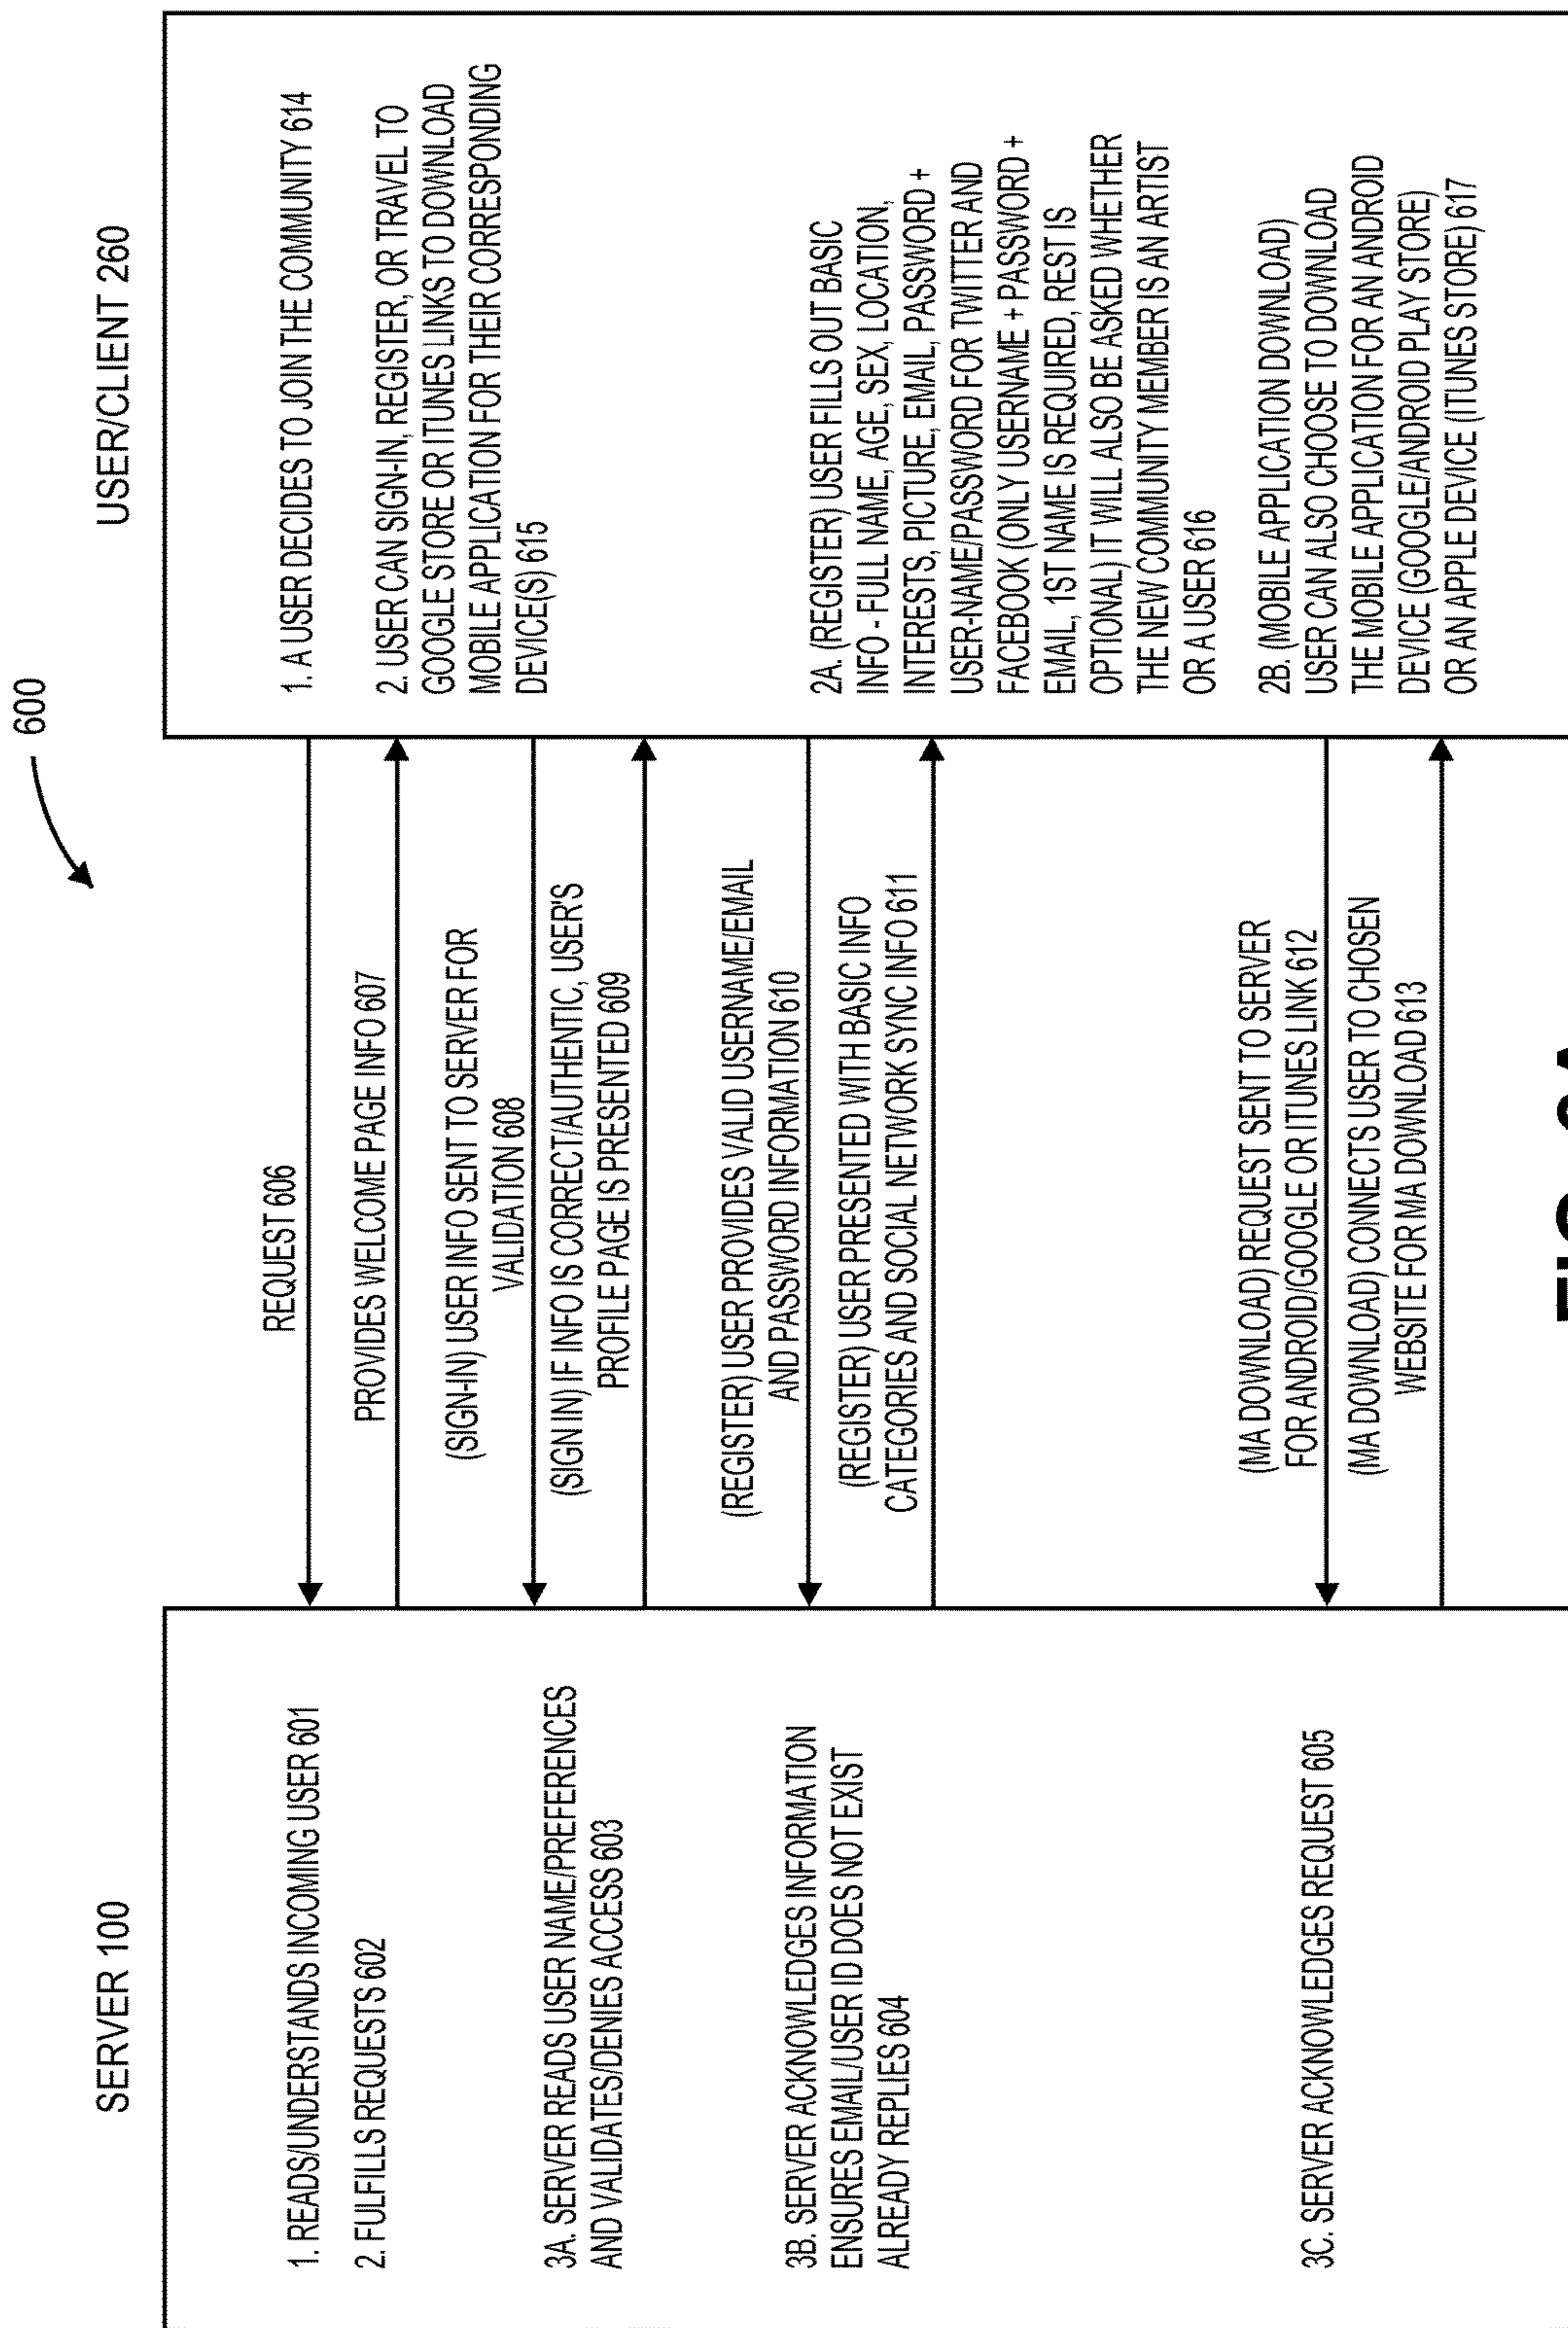 600
SERVER 100
USER/CLIENT 260
1. READS/UNDERSTANDS INCOMING USER 601
2. FULFILLS REQUESTS 602
3A. SERVER READS USER NAME/PREFERENCES
AND VALIDATES/DENIES ACCESS 603
3B. SERVER ACKNOWLEDGES INFORMATION
ENSURES EMAIL/USER ID DOES NOT EXIST
ALREADY REPLIES 604
3C. SERVER ACKNOWLEDGES REQUEST 605
REQUEST 606
PROVIDES WELCOME PAGE INFO 607
(SIGN-IN) USER INFO SENT TO SERVER FOR
VALIDATION 608
(SIGN IN) IF INFO IS CORRECT/AUTHENTIC, USER'S
PROFILE PAGE IS PRESENTED 609
(REGISTER) USER PROVIDES VALID USERNAME/EMAIL
AND PASSWORD INFORMATION 610
(REGISTER) USER PRESENTED WITH BASIC INFO
CATEGORIES AND SOCIAL NETWORK SYNC INFO 611
(MA DOWNLOAD) REQUEST SENT TO SERVER
FOR ANDROID/GOOGLE OR ITUNES LINK 612
(MA DOWNLOAD) CONNECTS USER TO CHOSEN
WEBSITE FOR MA DOWNLOAD 613
1. A USER DECIDES TO JOIN THE COMMUNITY 614
2. USER CAN SIGN-IN, REGISTER, OR TRAVEL TO
GOOGLE STORE OR ITUNES LINKS TO DOWNLOAD
MOBILE APPLICATION FOR THEIR CORRESPONDING
DEVICE(S) 615
2A. (REGISTER) USER FILLS OUT BASIC
INFO - FULL NAME, AGE, SEX, LOCATION,
INTERESTS, PICTURE, EMAIL, PASSWORD +
USER-NAME/PASSWORD FOR TWITTER AND
FACEBOOK (ONLY USERNAME + PASSWORD +
EMAIL, 1ST NAME IS REQUIRED, REST IS
OPTIONAL) IT WILL ALSO BE ASKED WHETHER
THE NEW COMMUNITY MEMBER IS AN ARTIST
OR A USER 616
2B. (MOBILE APPLICATION DOWNLOAD)
USER CAN ALSO CHOOSE TO DOWNLOAD
THE MOBILE APPLICATION FOR AN ANDROID
DEVICE (GOOGLE/ANDROID PLAY STORE)
OR AN APPLE DEVICE (ITUNES STORE) 617